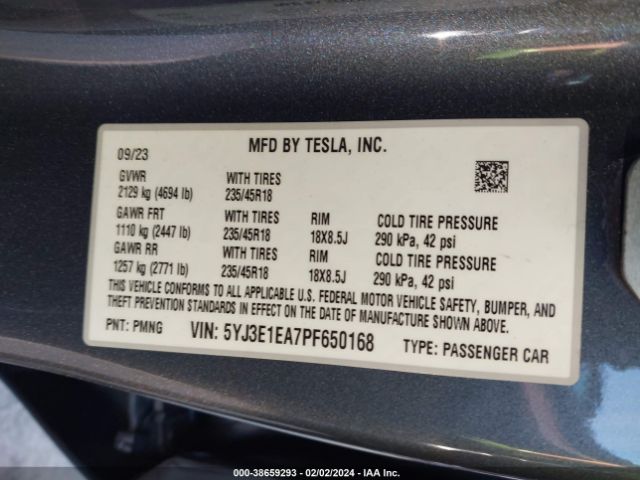 MFD BY TESLA, INC.
09/23
GVWR WITH TIRES
2129 kg (4694 lb) 235/45R18
GAWR FRT WITH TIRES RIM COLD TIRE PRESSURE
1110 kg (2447 lb) 235/45R18 18X8.5J 290 kPa, 42 psi
GAWR RR WITH TIRES RIM COLD TIRE PRESSURE
1257 kg (2771 lb) 235/45R18 18X8.5J 290 kPa, 42 psi
THIS VEHICLE CONFORMS TO ALL APPLICABLE U.S. FEDERAL MOTOR VEHICLE SAFETY, BUMPER, AND
THEFT PREVENTION STANDARDS IN EFFECT ON THE DATE OF MANUFACTURE SHOWN ABOVE.
PNT: PMNG VIN: 5YJ3E1EA7PF650168 TYPE: PASSENGER CAR
000-38659293 - 02/02/2024 - IAA Inc.